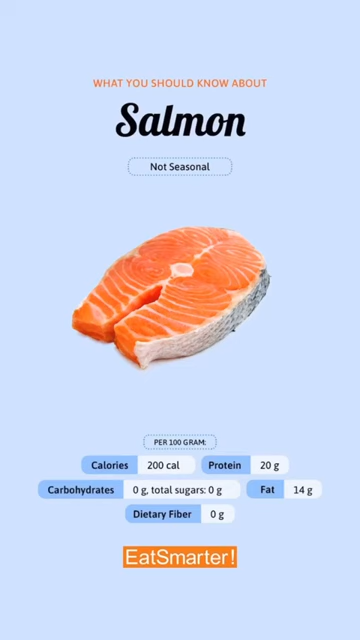 WHAT YOU SHOULD KNOW ABOUT
Salmon
Not Seasonal
PER 100 GRAM:
Calories 200 cal Protein 20 g
Carbohydrates 0 g, total sugars: 0 g Fat 14 g
Dietary Fiber 0 g
EatSmarter!